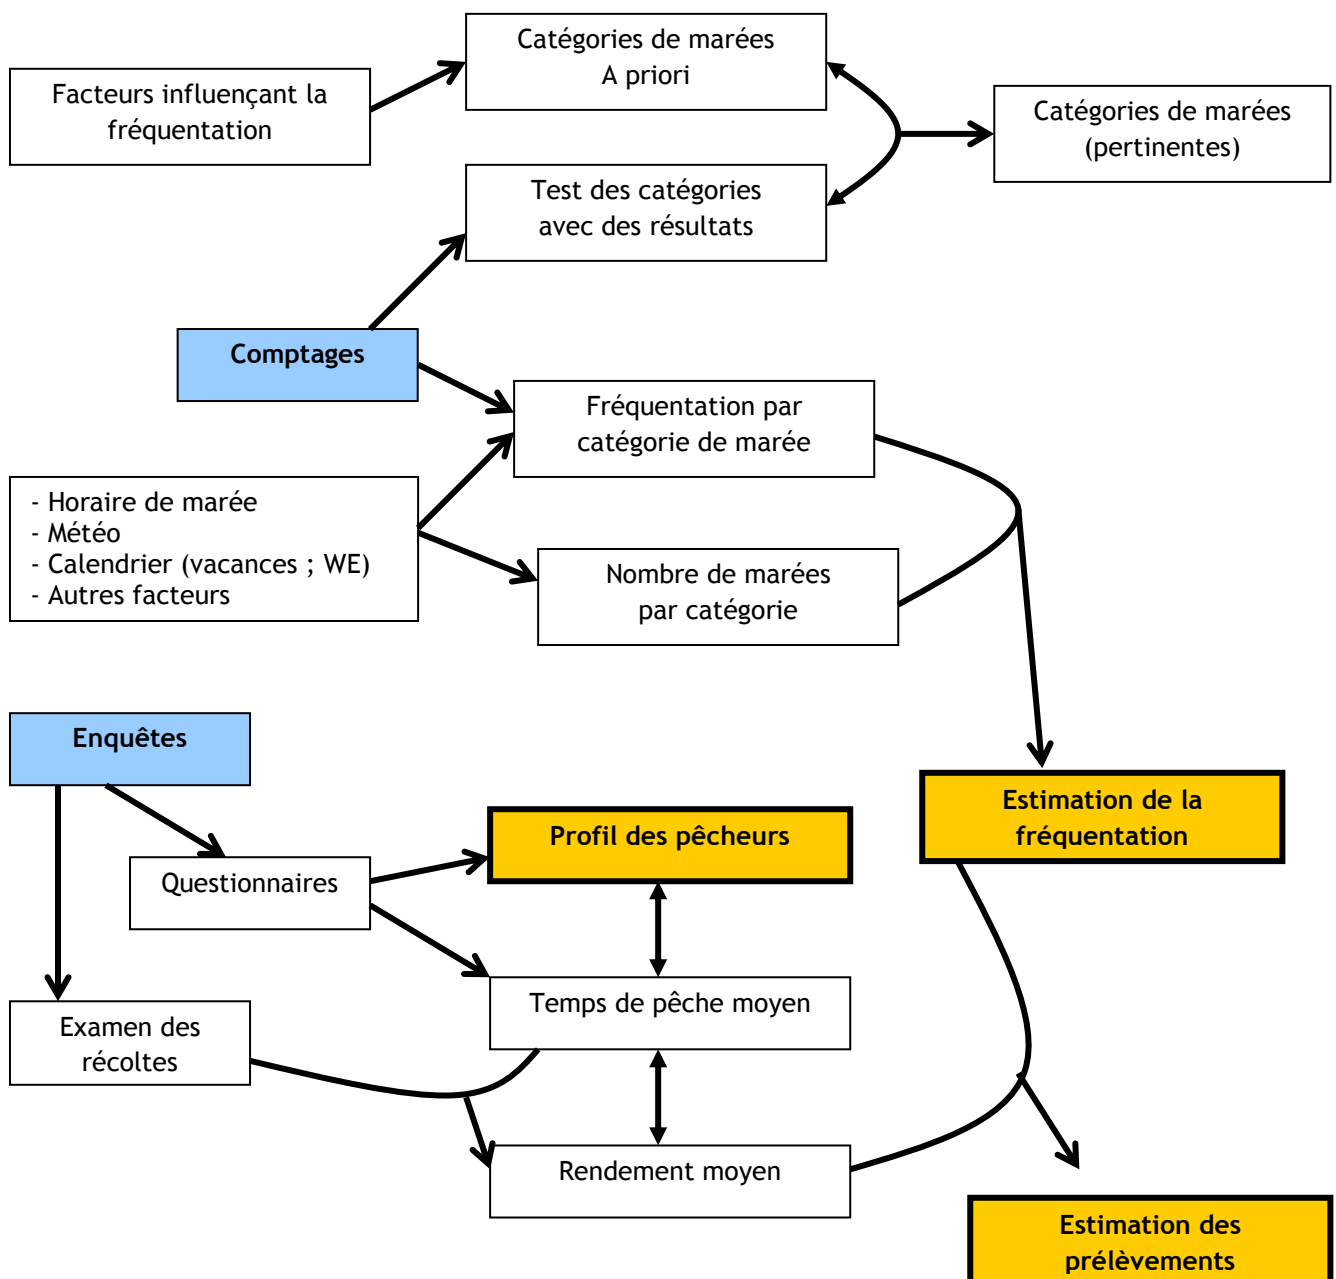 Catégories de marées
A priori
Facteurs influençant la
fréquentation
Catégories de marées
(pertinentes)
Test des catégories
avec des résultats
Comptages
Fréquentation par
catégorie de marée
- Horaire de marée
- Météo
- Calendrier (vacances ; WE)
- Autres facteurs
Nombre de marées
par catégorie
Enquêtes
Estimation de la
fréquentation
Profil des pêcheurs
Questionnaires
Temps de pêche moyen
Examen des
récoltes
Rendement moyen
Estimation des
prélèvements